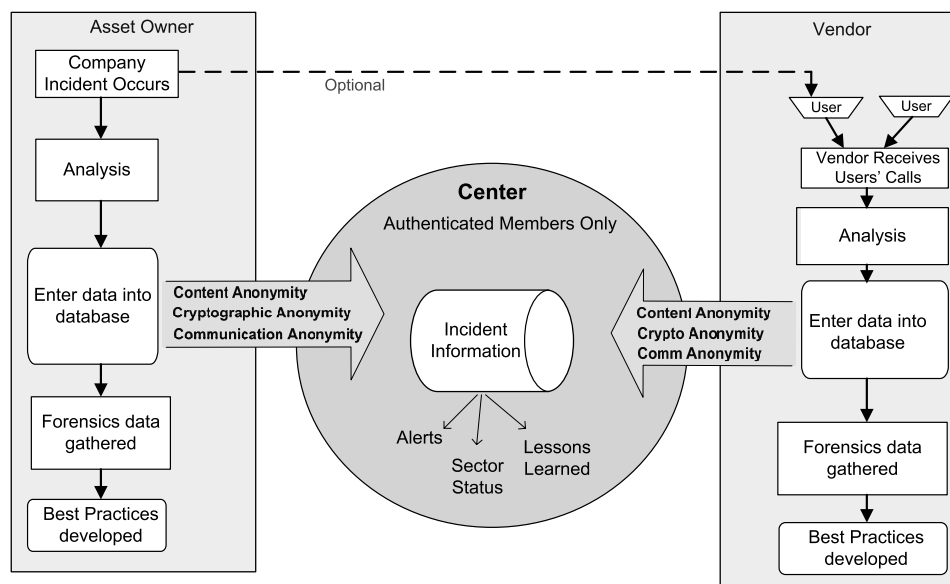 Asset Owner
Company
Incident Occurs
Analysis
Enter data into
database
Forensics data
gathered
Best Practices
developed
Optional
Content Anonymity
Cryptographic Anonymity
Communication Anonymity
Center
Authenticated Members Only
Incident
Information
Alerts
Sector
Status
Lessons
Learned
Content Anonymity
Crypto Anonymity
Comm Anonymity
Vendor
User
User
Vendor Receives
Users' Calls
Analysis
Enter data into
database
Forensics data
gathered
Best Practices
developed